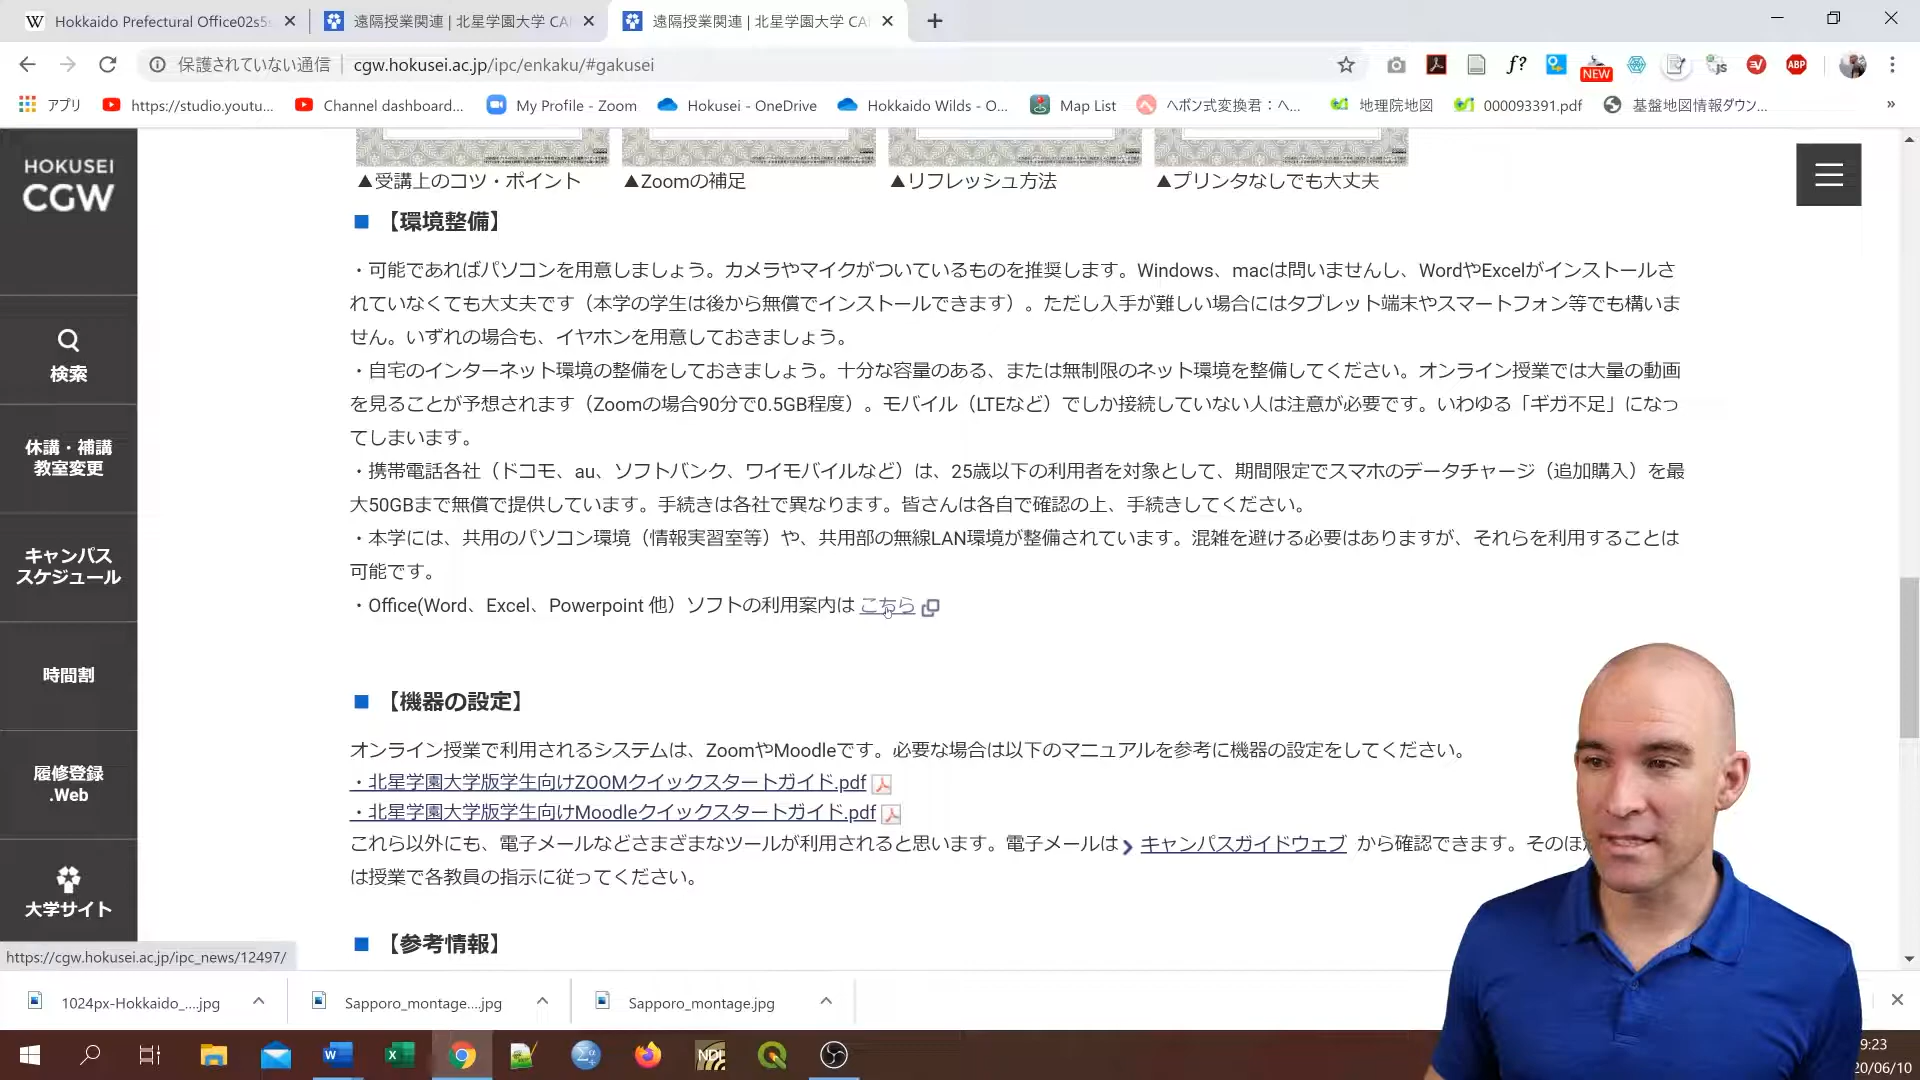 Hokkaido Prefectural Office02s5s
遠隔授業関連 | 北星学園大学 CA
遠隔授業関連 | 北星学園大学 CA
保護されていない通信
cgw.hokusei.ac.jp/ipc/enkaku/#gakusei
f?
NEW
ABP
アプリ
https://studio.youtu...
Channel dashboard...
My Profile - Zoom
Hokusei - OneDrive
Hokkaido Wilds - O...
Map List
ヘボン式変換君：ヘ...
地理院地図
000093391.pdf
基盤地図情報ダウン...
»
HOKUSEI
CGW
検索
休講・補講
教室変更
キャンパス
スケジュール
時間割
履修登録
.Web
大学サイト
▲受講上のコツ・ポイント
▲Zoomの補足
▲リフレッシュ方法
▲プリンタなしでも大丈夫
【環境整備】
・可能であればパソコンを用意しましょう。カメラやマイクがついているものを推奨します。Windows、macは問いませんし、WordやExcelがインストールさ
れていなくても大丈夫です（本学の学生は後から無償でインストールできます）。ただし入手が難しい場合にはタブレット端末やスマートフォン等でも構いま
せん。いずれの場合も、イヤホンを用意しておきましょう。
・自宅のインターネット環境の整備をしておきましょう。十分な容量のある、または無制限のネット環境を整備してください。オンライン授業では大量の動画
を見ることが予想されます（Zoomの場合90分で0.5GB程度）。モバイル（LTEなど）でしか接続していない人は注意が必要です。いわゆる「ギガ不足」になっ
てしまいます。
・携帯電話各社（ドコモ、au、ソフトバンク、ワイモバイルなど）は、25歳以下の利用者を対象として、期間限定でスマホのデータチャージ（追加購入）を最
大50GBまで無償で提供しています。手続きは各社で異なります。皆さんは各自で確認の上、手続きしてください。
・本学には、共用のパソコン環境（情報実習室等）や、共用部の無線LAN環境が整備されています。混雑を避ける必要はありますが、それらを利用することは
可能です。
・Office(Word、Excel、Powerpoint 他）ソフトの利用案内は こちら
【機器の設定】
オンライン授業で利用されるシステムは、ZoomやMoodleです。必要な場合は以下のマニュアルを参考に機器の設定をしてください。
・北星学園大学版学生向けZOOMクイックスタートガイド.pdf
・北星学園大学版学生向けMoodleクイックスタートガイド.pdf
これら以外にも、電子メールなどさまざまなツールが利用されると思います。電子メールは キャンパスガイドウェブ から確認できます。そのほか
は授業で各教員の指示に従ってください。
【参考情報】
https://cgw.hokusei.ac.jp/ipc_news/12497/
1024px-Hokkaido_....jpg
Sapporo_montage....jpg
Sapporo_montage.jpg
NDL
9:23
20/06/10